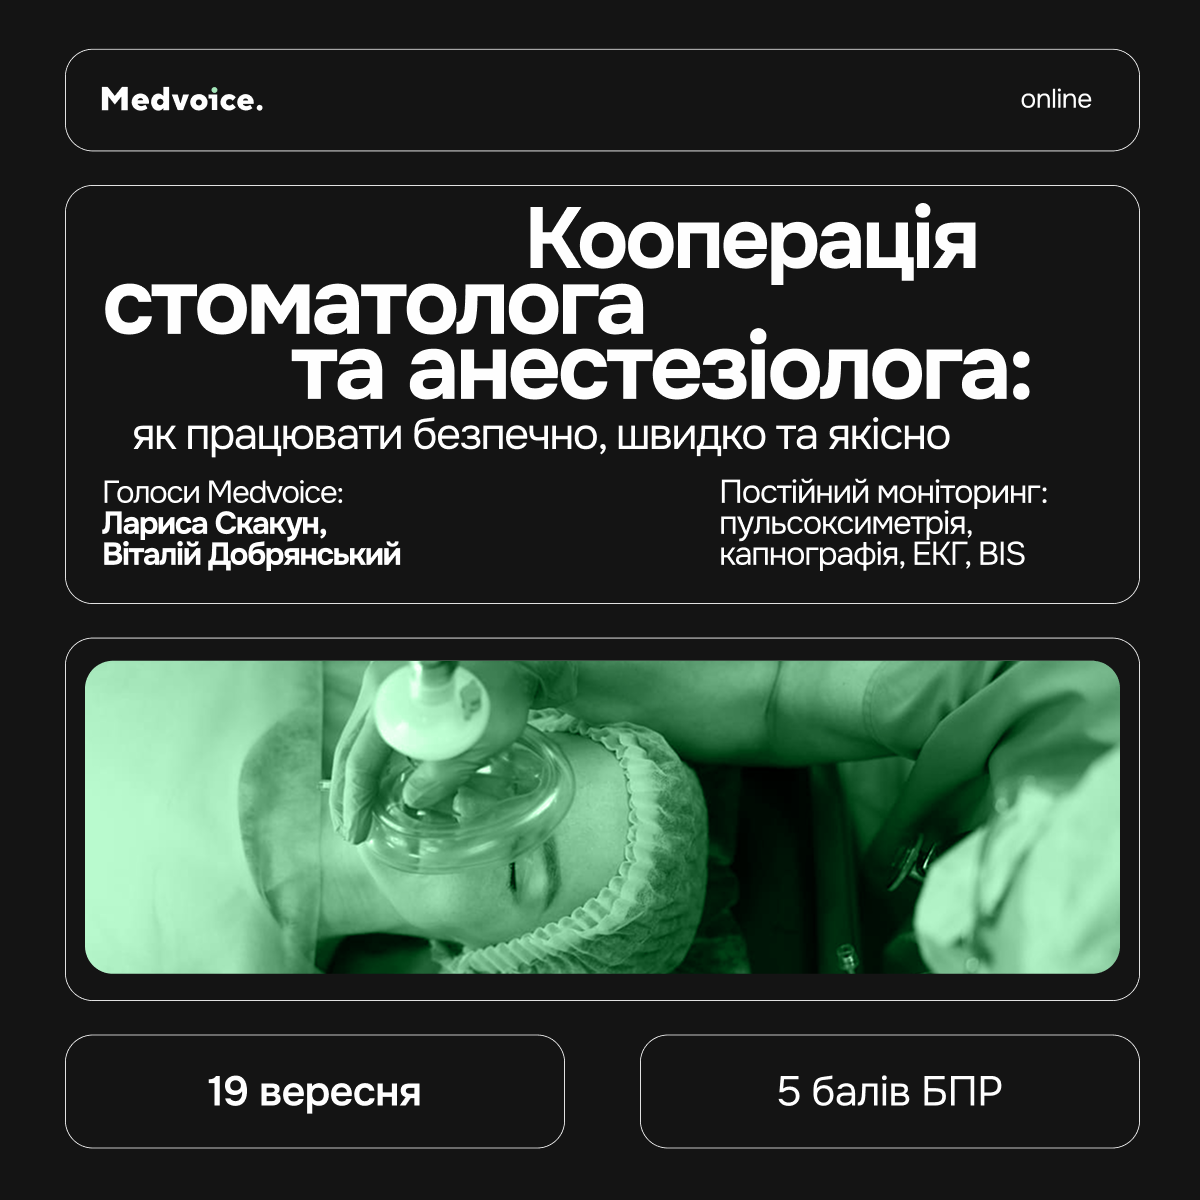 Medvoice.
online
Кооперація
стоматолога
та анестезіолога:
як працювати безпечно, швидко та якісно
Голоси Medvoice:
Лариса Скакун,
Віталій Добрянський
Постійний моніторинг:
пульсоксиметрія,
капнографія, ЕКГ, BIS
19 вересня
5 балів БПР